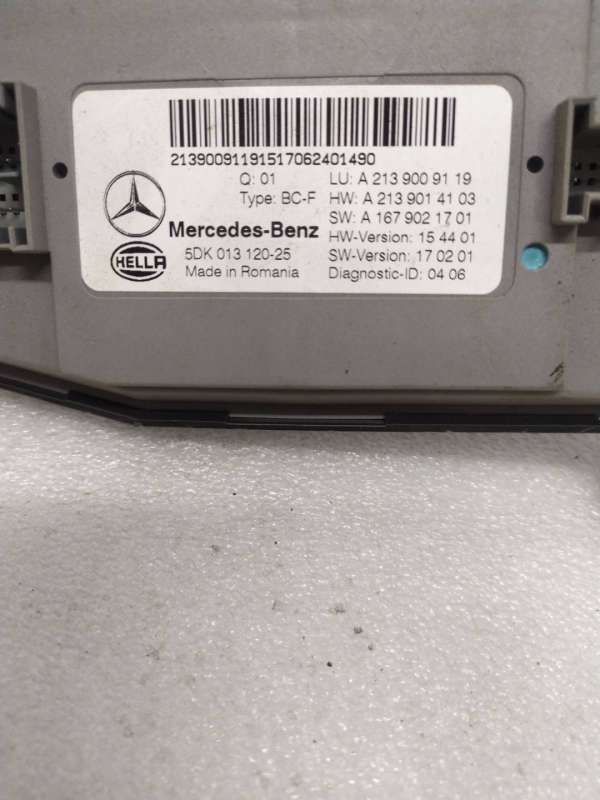 21390091191517062401490
Q: 01
LU: A 213 900 91 19
Type: BC-F
HW: A 213 901 41 03
SW: A 167 902 17 01
Mercedes-Benz
HW-Version: 15 44 01
HELLA
5DK 013 120-25
SW-Version: 17 02 01
Made in Romania
Diagnostic-ID: 04 06